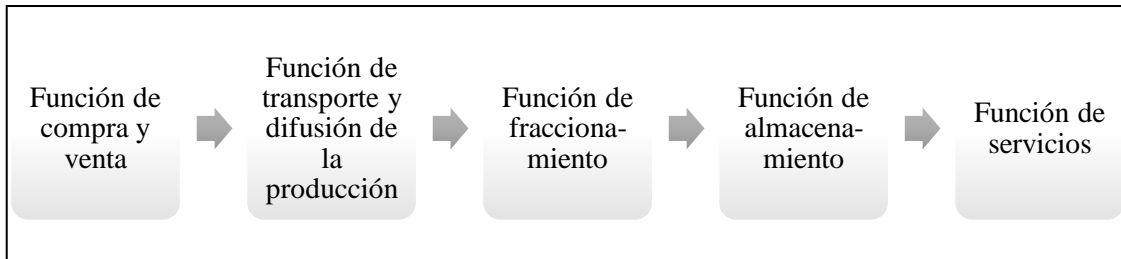 Función de
compra y
venta
Función de
transporte y
difusión de
la
producción
Función de
fracciona-
miento
Función de
almacena-
miento
Función de
servicios